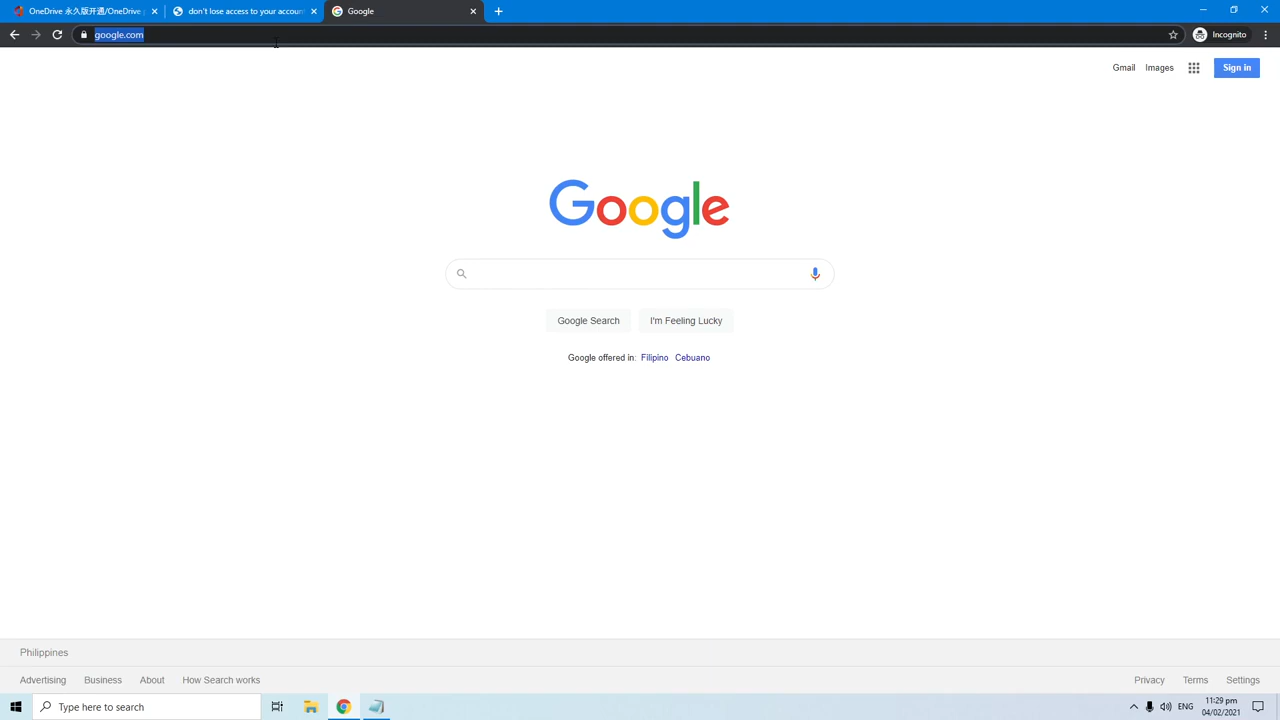 OneDrive 永久版开通/OneDrive
don't lose access to your accoun
Google
google.com
Incognito
Gmail
Images
Sign in
Google
Google Search
I'm Feeling Lucky
Google offered in: Filipino Cebuano
Philippines
Advertising
Business
About
How Search works
Privacy
Terms
Settings
Type here to search
ENG
11:29 pm
04/02/2021